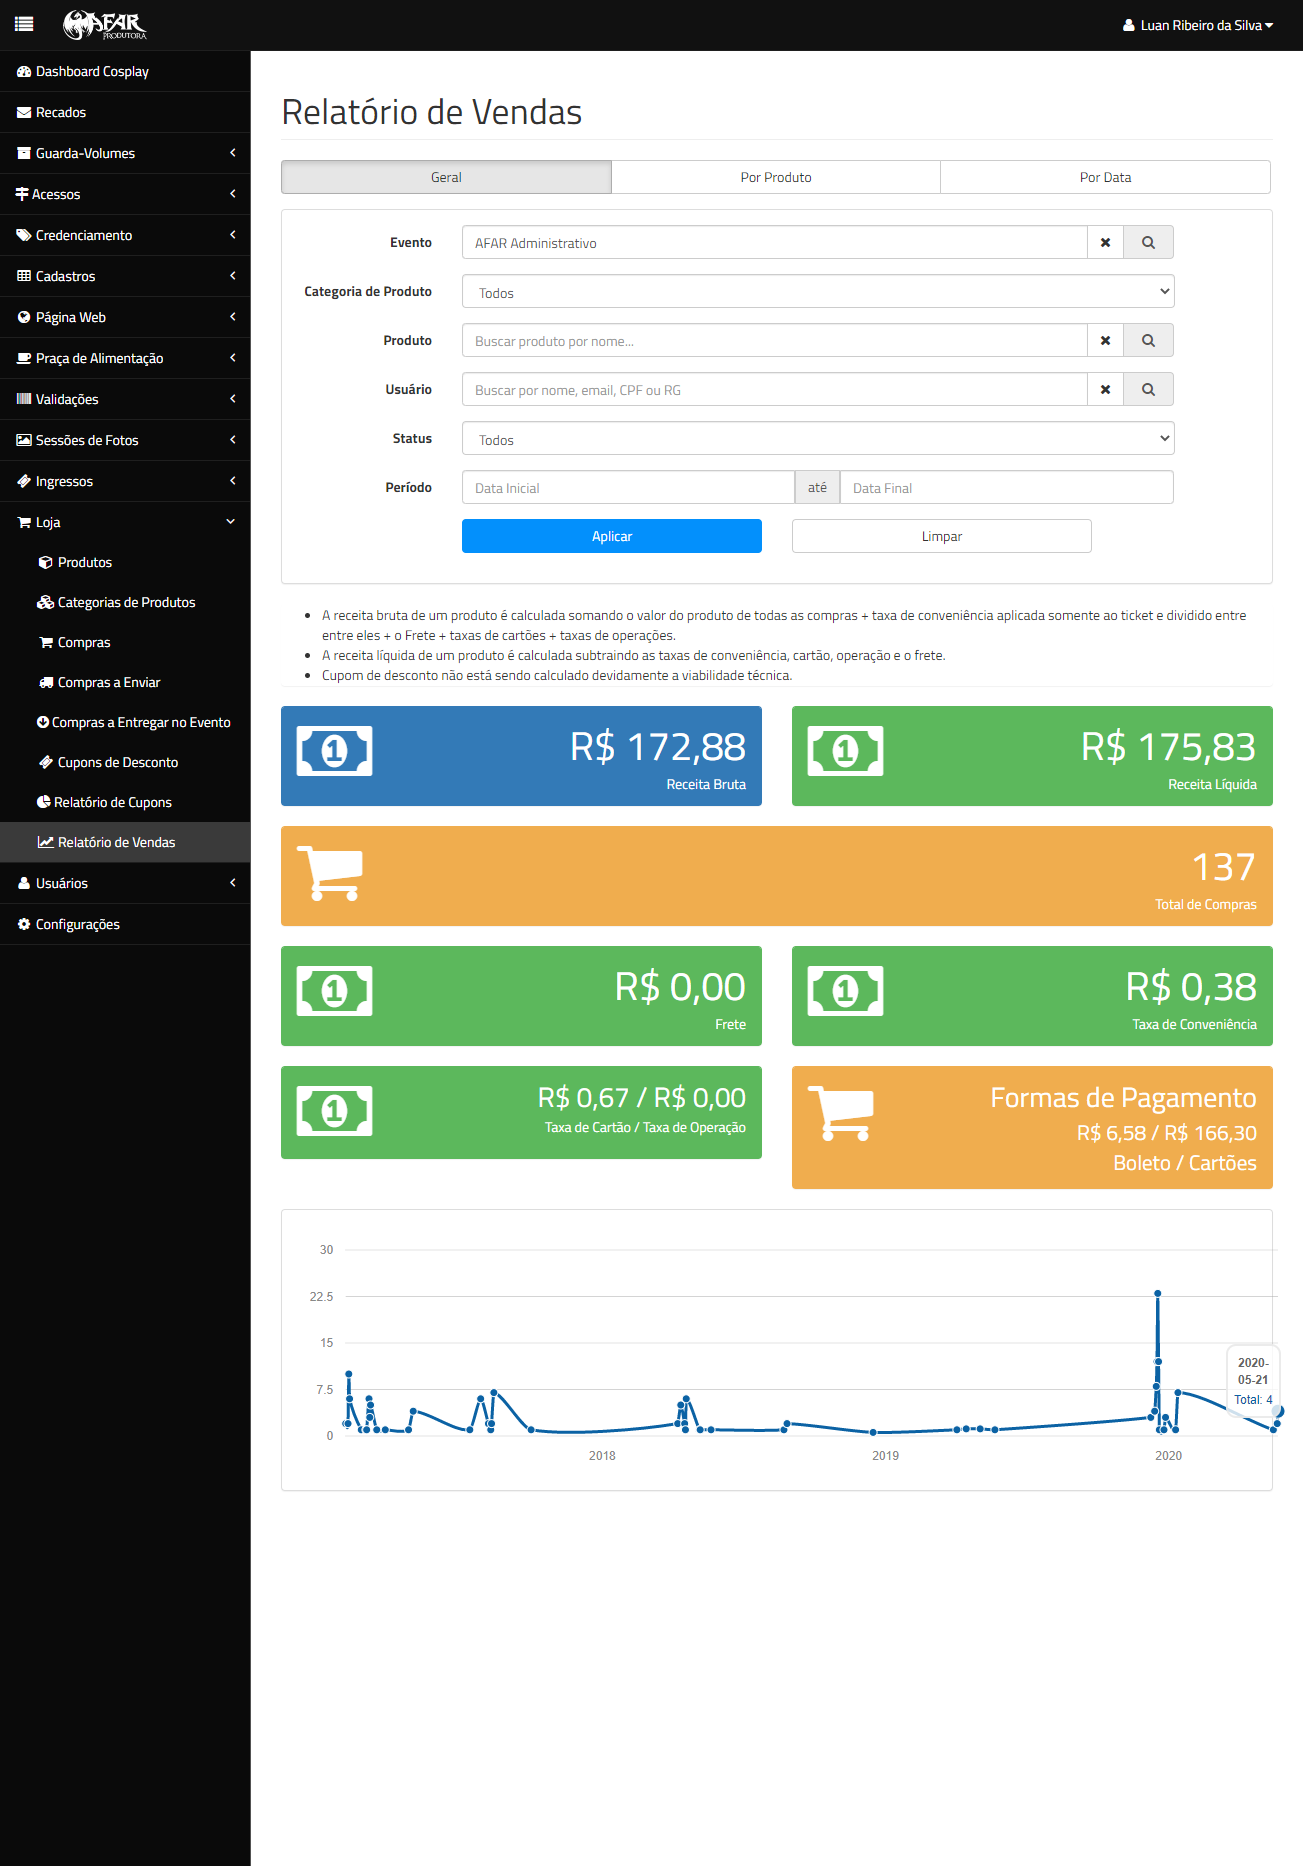 AFAR
PRODUTORA
Luan Ribeiro da Silva
Dashboard Cosplay
Recados
Guarda-Volumes
Acessos
Credenciamento
Cadastros
Página Web
Praça de Alimentação
Validações
Sessões de Fotos
Ingressos
Loja
Produtos
Categorias de Produtos
Compras
Compras a Enviar
Compras a Entregar no Evento
Cupons de Desconto
Relatório de Cupons
Relatório de Vendas
Usuários
Configurações
Relatório de Vendas
Geral
Por Produto
Por Data
Evento
AFAR Administrativo
Categoria de Produto
Todos
Produto
Buscar produto por nome...
Usuário
Buscar por nome, email, CPF ou RG
Status
Todos
Período
Data Inicial
até
Data Final
Aplicar
Limpar
A receita bruta de um produto é calculada somando o valor do produto de todas as compras + taxa de conveniência aplicada somente ao ticket e dividido entre
entre eles + o Frete + taxas de cartões + taxas de operações.
A receita líquida de um produto é calculada subtraindo as taxas de conveniência, cartão, operação e o frete.
Cupom de desconto não está sendo calculado devidamente a viabilidade técnica.
R$ 172,88
Receita Bruta
R$ 175,83
Receita Líquida
137
Total de Compras
R$ 0,00
Frete
R$ 0,38
Taxa de Conveniência
R$ 0,67 / R$ 0,00
Taxa de Cartão / Taxa de Operação
Formas de Pagamento
R$ 6,58 / R$ 166,30
Boleto / Cartões
30
22.5
15
7.5
0
2018
2019
2020
2020-
05-21
Total: 4